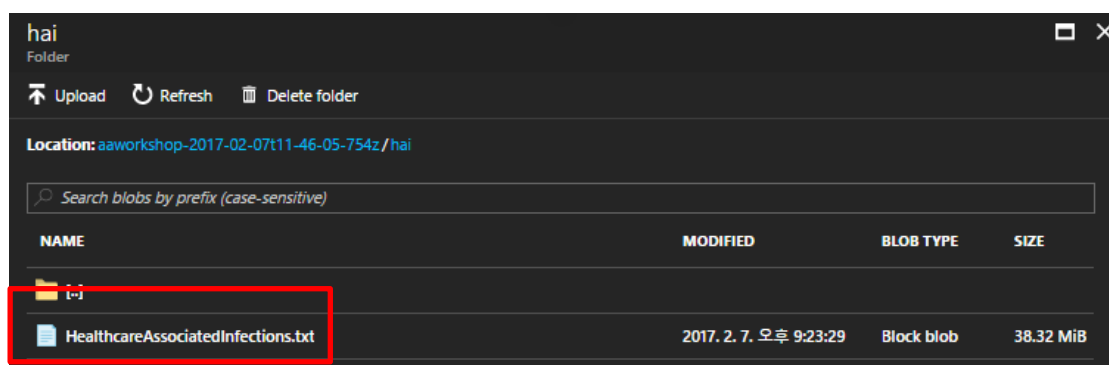 hai
Folder
Upload Refresh Delete folder
Location: aaworkshop-2017-02-07t11-46-05-754z / hai
Search blobs by prefix (case-sensitive)
NAME MODIFIED BLOB TYPE SIZE
[..]
HealthcareAssociatedInfections.txt 2017. 2. 7. 오후 9:23:29 Block blob 38.32 MiB